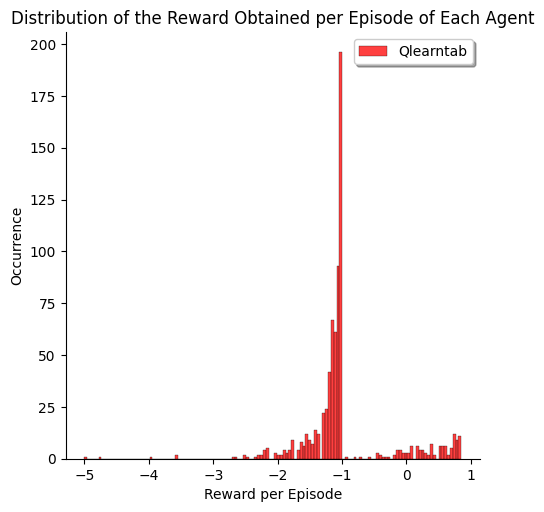 Distribution of the Reward Obtained per Episode of Each Agent
Qlearntab
200
175
150
125
100
75
50
25
0
Occurrence
−5 −4 −3 −2 −1 0 1
Reward per Episode